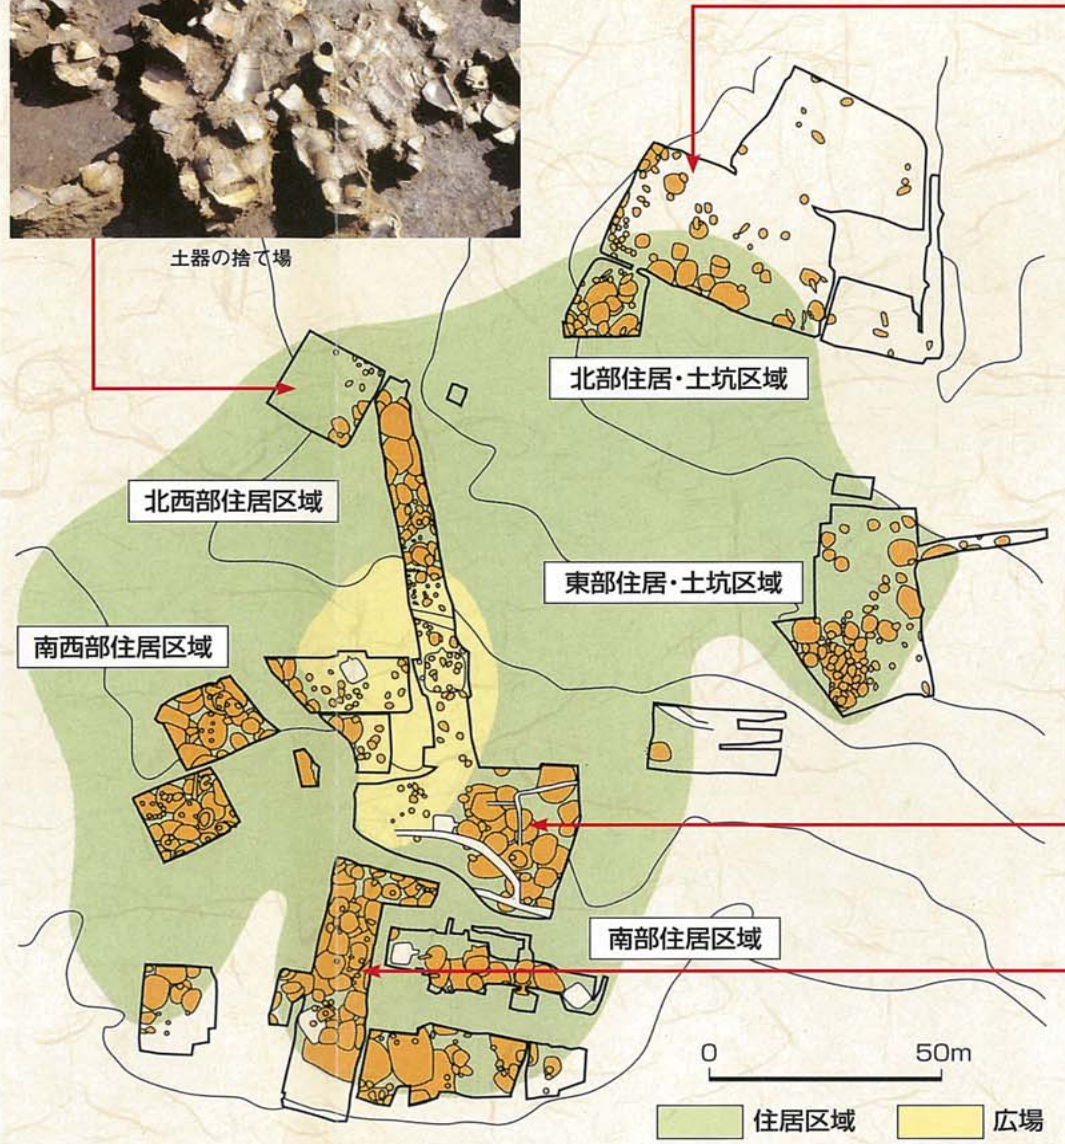 土器の捨て場
北部住居・土坑区域
北西部住居区域
東部住居・土坑区域
南西部住居区域
南部住居区域
0 50m
住居区域 広場